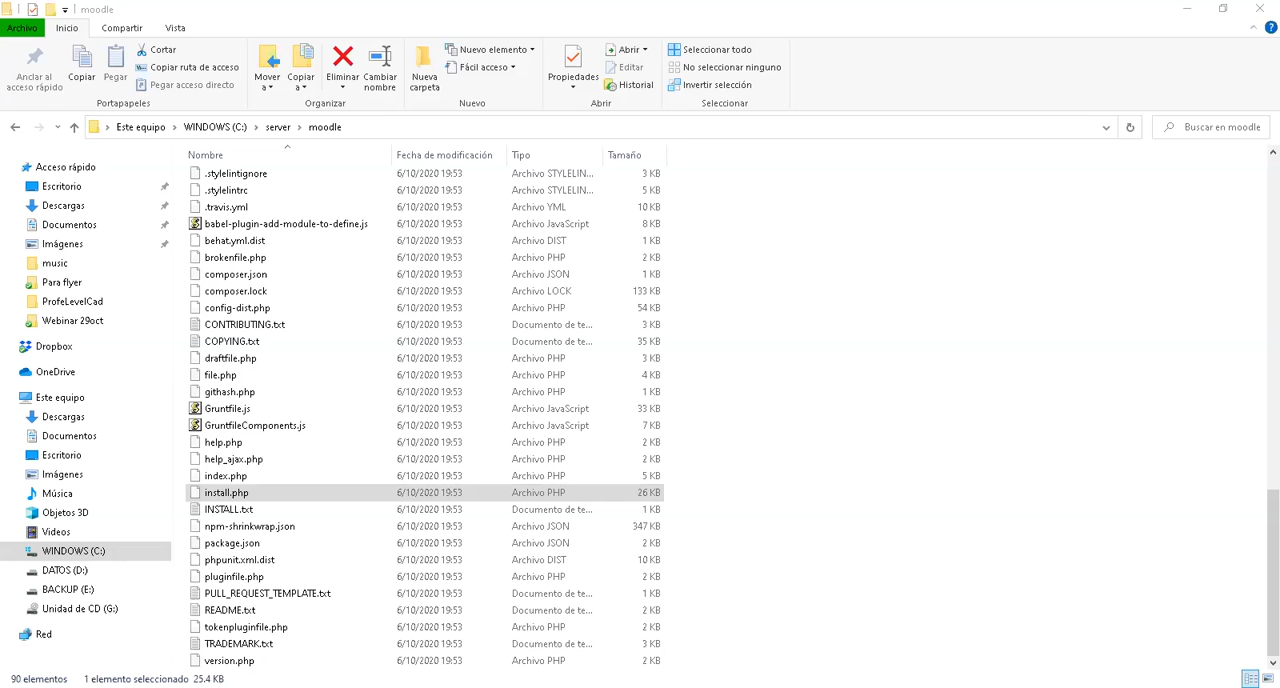 moodle
Archivo Inicio Compartir Vista
Anclar al acceso rápido
Copiar
Pegar
Cortar
Copiar ruta de acceso
Pegar acceso directo
Portapapeles
Mover a
Copiar a
Eliminar
Cambiar nombre
Organizar
Nueva carpeta
Nuevo elemento
Fácil acceso
Nuevo
Propiedades
Abrir
Editar
Historial
Abrir
Seleccionar todo
No seleccionar ninguno
Invertir selección
Seleccionar
Este equipo > WINDOWS (C:) > server > moodle
Buscar en moodle
Acceso rápido
Escritorio
Descargas
Documentos
Imágenes
music
Para flyer
ProfeLevelCad
Webinar 29oct
Dropbox
OneDrive
Este equipo
Descargas
Documentos
Escritorio
Imágenes
Música
Objetos 3D
Videos
WINDOWS (C:)
DATOS (D:)
BACKUP (E:)
Unidad de CD (G:)
Red
Nombre Fecha de modificación Tipo Tamaño
.stylelintignore 6/10/2020 19:53 Archivo STYLELIN... 3 KB
.stylelintrc 6/10/2020 19:53 Archivo STYLELIN... 5 KB
.travis.yml 6/10/2020 19:53 Archivo YML 10 KB
babel-plugin-add-module-to-define.js 6/10/2020 19:53 Archivo JavaScript 8 KB
behat.yml.dist 6/10/2020 19:53 Archivo DIST 1 KB
brokenfile.php 6/10/2020 19:53 Archivo PHP 2 KB
composer.json 6/10/2020 19:53 Archivo JSON 1 KB
composer.lock 6/10/2020 19:53 Archivo LOCK 133 KB
config-dist.php 6/10/2020 19:53 Archivo PHP 54 KB
CONTRIBUTING.txt 6/10/2020 19:53 Documento de te... 3 KB
COPYING.txt 6/10/2020 19:53 Documento de te... 35 KB
draftfile.php 6/10/2020 19:53 Archivo PHP 3 KB
file.php 6/10/2020 19:53 Archivo PHP 4 KB
githash.php 6/10/2020 19:53 Archivo PHP 1 KB
Gruntfile.js 6/10/2020 19:53 Archivo JavaScript 33 KB
GruntfileComponents.js 6/10/2020 19:53 Archivo JavaScript 7 KB
help.php 6/10/2020 19:53 Archivo PHP 2 KB
help_ajax.php 6/10/2020 19:53 Archivo PHP 2 KB
index.php 6/10/2020 19:53 Archivo PHP 5 KB
install.php 6/10/2020 19:53 Archivo PHP 26 KB
INSTALL.txt 6/10/2020 19:53 Documento de te... 1 KB
npm-shrinkwrap.json 6/10/2020 19:53 Archivo JSON 347 KB
package.json 6/10/2020 19:53 Archivo JSON 2 KB
phpunit.xml.dist 6/10/2020 19:53 Archivo DIST 10 KB
pluginfile.php 6/10/2020 19:53 Archivo PHP 2 KB
PULL_REQUEST_TEMPLATE.txt 6/10/2020 19:53 Documento de te... 1 KB
README.txt 6/10/2020 19:53 Documento de te... 2 KB
tokenpluginfile.php 6/10/2020 19:53 Archivo PHP 2 KB
TRADEMARK.txt 6/10/2020 19:53 Documento de te... 3 KB
version.php 6/10/2020 19:53 Archivo PHP 2 KB
90 elementos 1 elemento seleccionado 25.4 KB